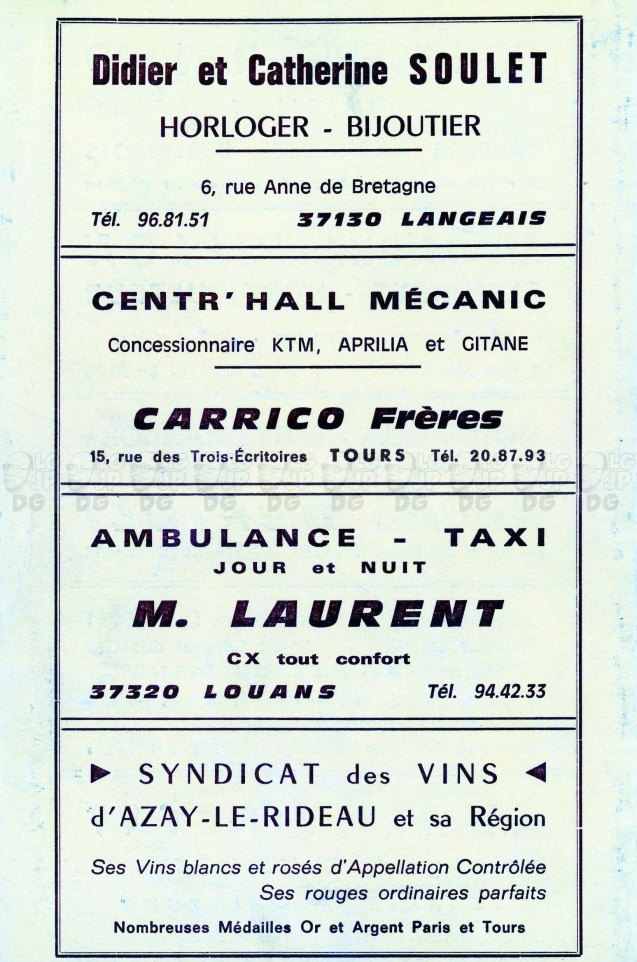 Didier et Catherine SOULET
HORLOGER - BIJOUTIER
6, rue Anne de Bretagne
Tél. 96.81.51 37130 LANGEAIS
CENTR'HALL MÉCANIC
Concessionnaire KTM, APRILIA et GITANE
CARRICO Frères
15, rue des Trois-Écritoires TOURS Tél. 20.87.93
AMBULANCE - TAXI
JOUR et NUIT
M. LAURENT
CX tout confort
37320 LOUANS Tél. 94.42.33
SYNDICAT des VINS
d'AZAY-LE-RIDEAU et sa Région
Ses Vins blancs et rosés d'Appellation Contrôlée
Ses rouges ordinaires parfaits
Nombreuses Médailles Or et Argent Paris et Tours